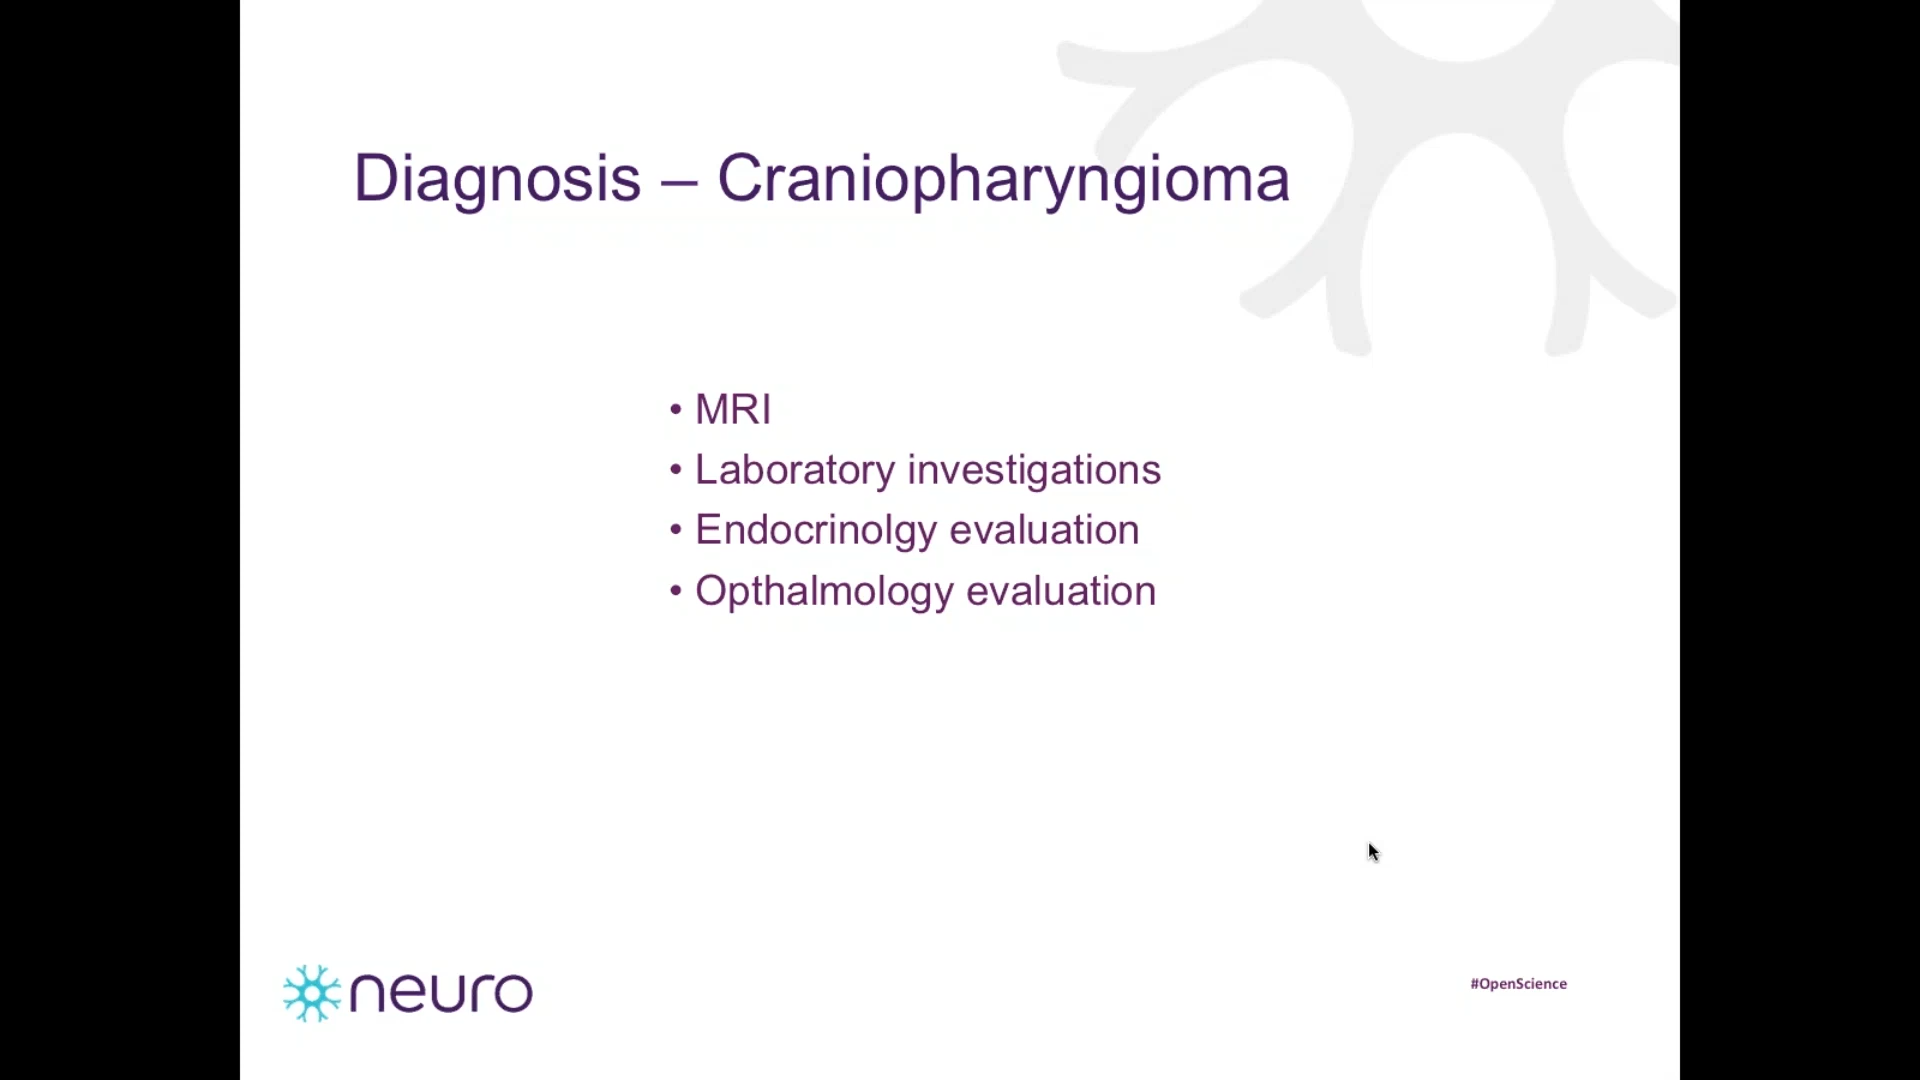 Diagnosis – Craniopharyngioma
• MRI
• Laboratory investigations
• Endocrinolgy evaluation
• Opthalmology evaluation
neuro
#OpenScience